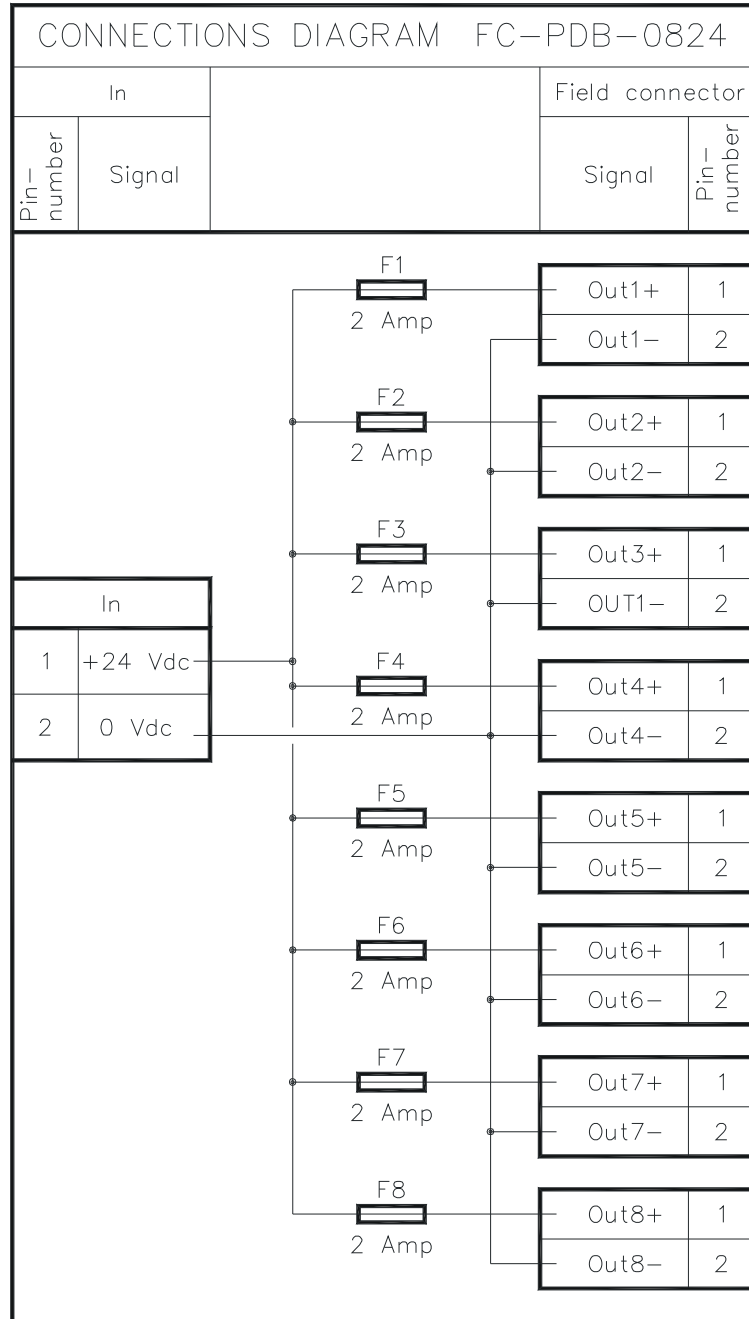 CONNECTIONS DIAGRAM FC-PDB-0824
In
Field connector
Pin-
number
Signal
Signal
Pin-
number
F1
2 Amp
Out1+ 1
Out1- 2
F2
2 Amp
Out2+ 1
Out2- 2
F3
2 Amp
Out3+ 1
OUT1- 2
In
1 +24 Vdc
2 0 Vdc
F4
2 Amp
Out4+ 1
Out4- 2
F5
2 Amp
Out5+ 1
Out5- 2
F6
2 Amp
Out6+ 1
Out6- 2
F7
2 Amp
Out7+ 1
Out7- 2
F8
2 Amp
Out8+ 1
Out8- 2